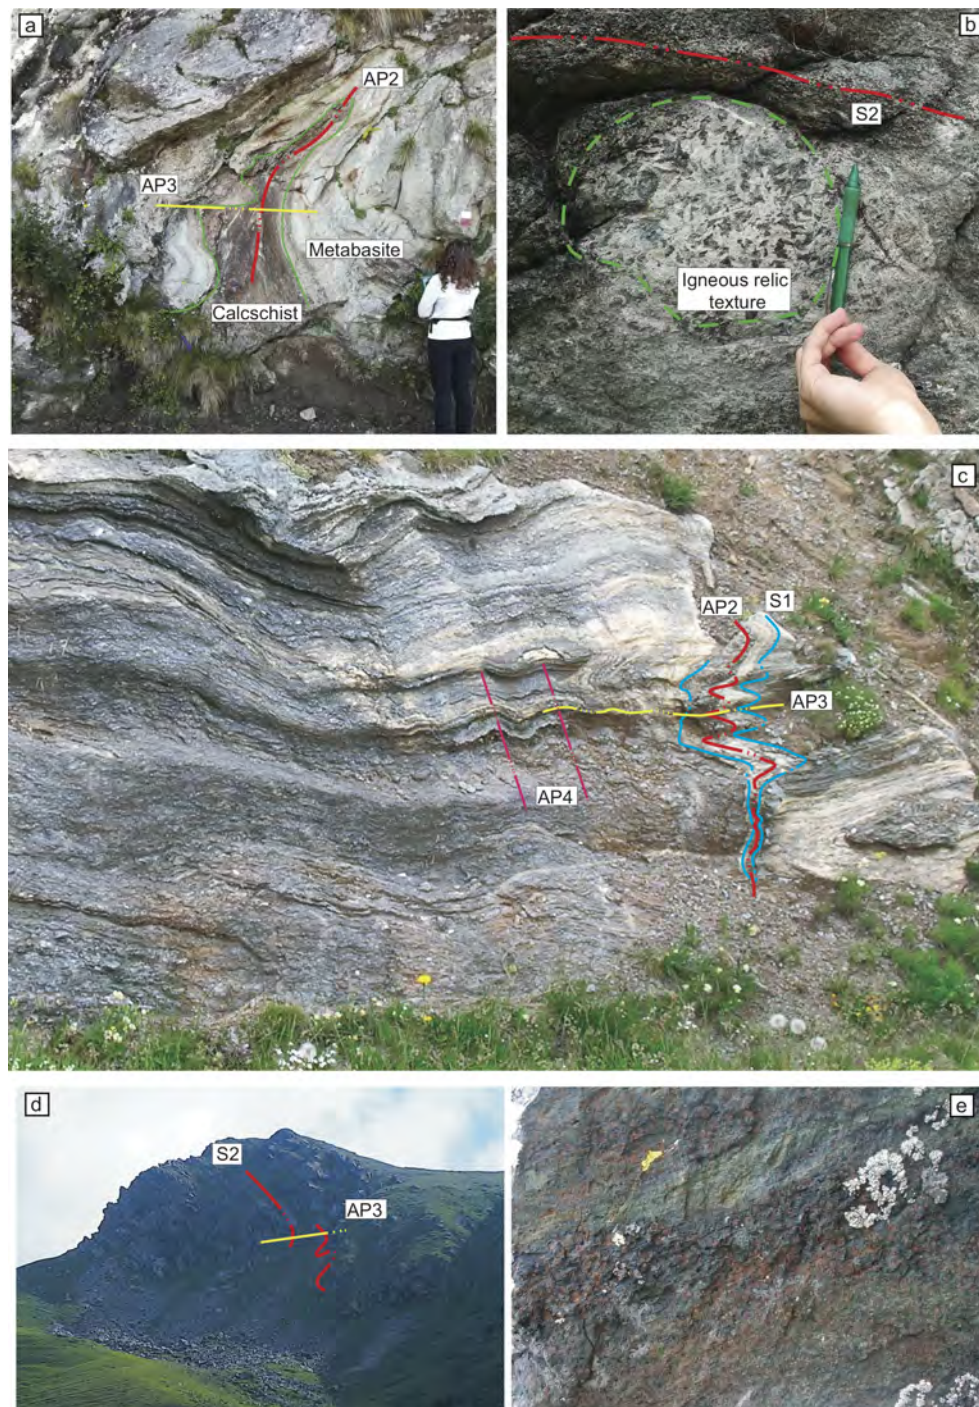 a
AP2
AP3
Metabasite
Calcschist
b
S2
Igneous relic
texture
c
S1
AP2
AP3
AP4
d
S2
AP3
e